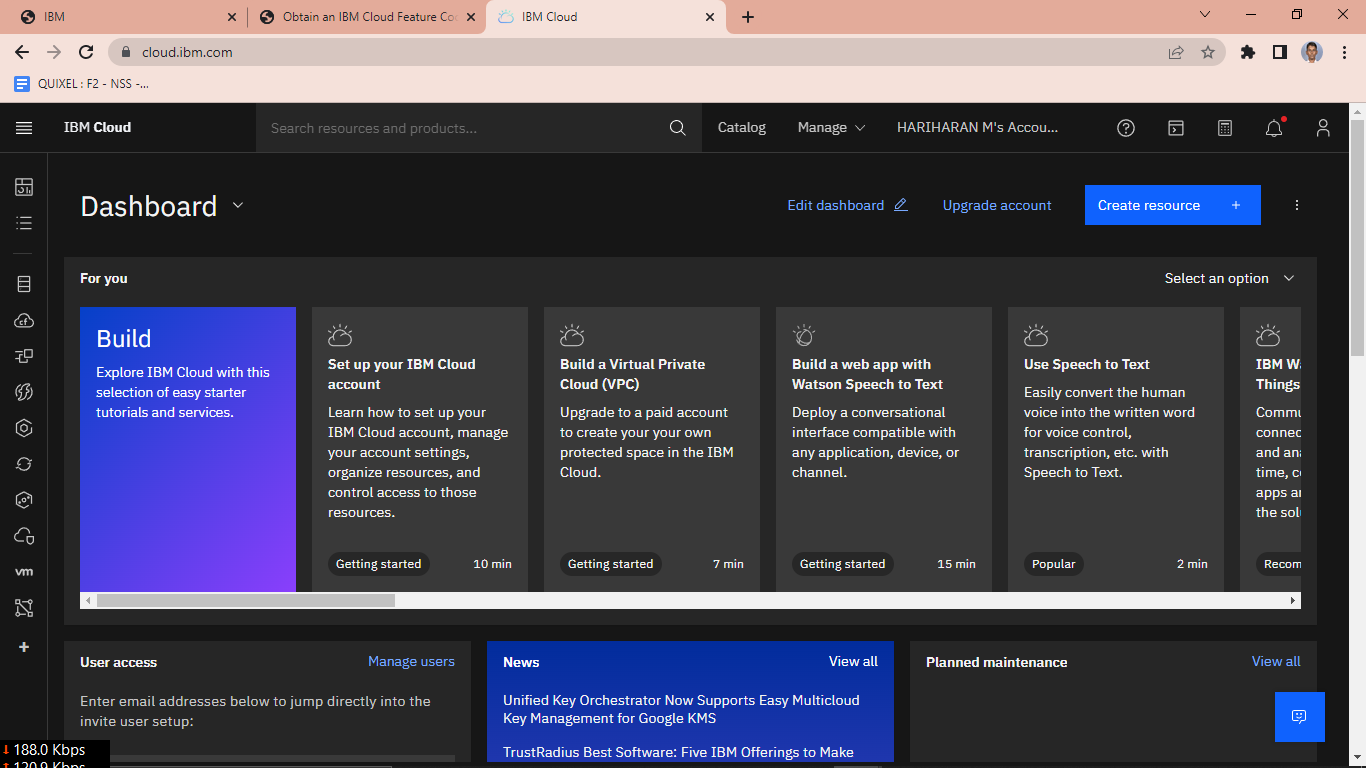 IBM
Obtain an IBM Cloud Feature Co
IBM Cloud
cloud.ibm.com
QUIXEL : F2 - NSS -...
IBM Cloud
Search resources and products...
Catalog
Manage
HARIHARAN M's Accou...
Dashboard
Edit dashboard
Upgrade account
Create resource +
For you
Select an option
Build
Explore IBM Cloud with this
selection of easy starter
tutorials and services.
Set up your IBM Cloud
account
Learn how to set up your
IBM Cloud account, manage
your account settings,
organize resources, and
control access to those
resources.
Getting started
10 min
Build a Virtual Private
Cloud (VPC)
Upgrade to a paid account
to create your your own
protected space in the IBM
Cloud.
Getting started
7 min
Build a web app with
Watson Speech to Text
Deploy a conversational
interface compatible with
any application, device, or
channel.
Getting started
15 min
Use Speech to Text
Easily convert the human
voice into the written word
for voice control,
transcription, etc. with
Speech to Text.
Popular
2 min
IBM W
Things
Commu
connec
and ana
time, c
apps a
the sol
Recom
cf
vm
User access
Manage users
Enter email addresses below to jump directly into the
invite user setup:
News
View all
Unified Key Orchestrator Now Supports Easy Multicloud
Key Management for Google KMS
TrustRadius Best Software: Five IBM Offerings to Make
Planned maintenance
View all
188.0 Kbps
120.9 Kbps